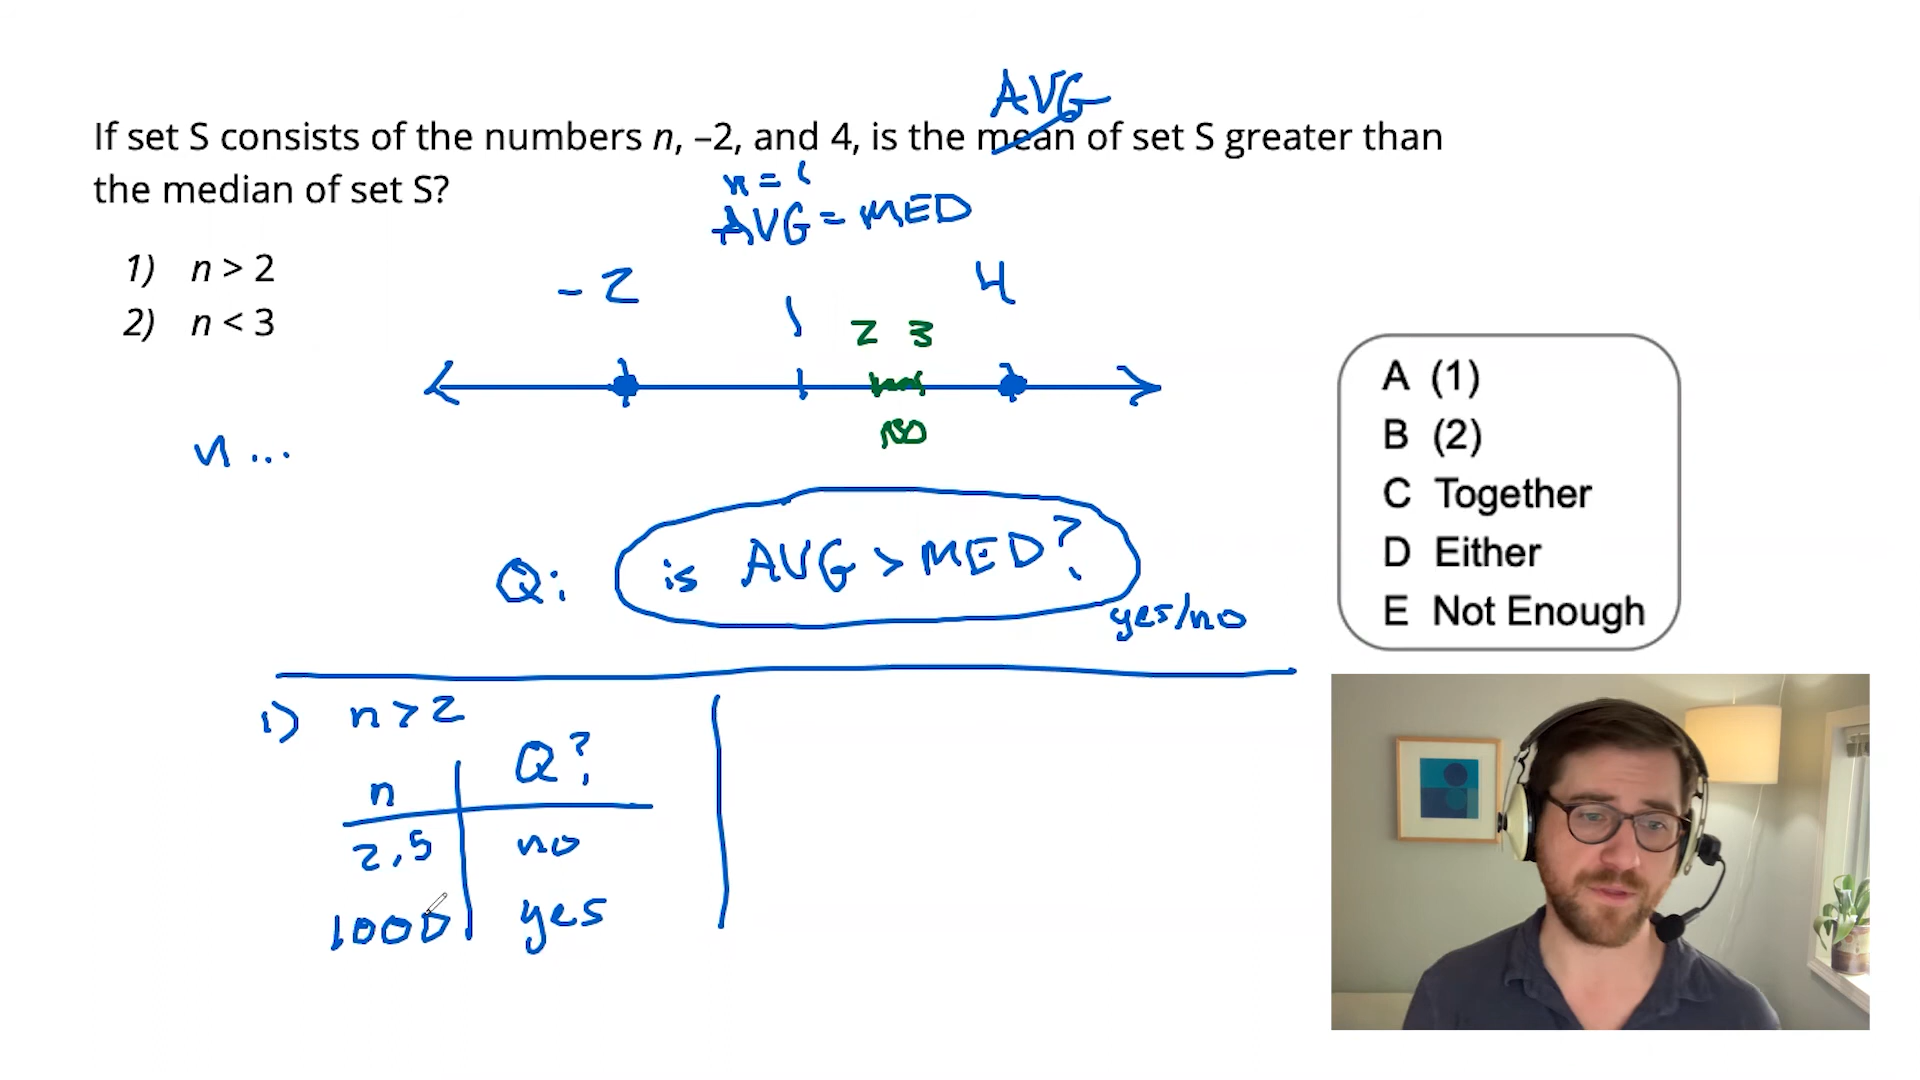 AVG
If set S consists of the numbers n, –2, and 4, is the mean of set S greater than
the median of set S?
n = 1
AVG = MED
1) n > 2
2) n < 3
-2 1 2 3 4
NO
n ...
Q: is AVG > MED?
yes/no
A (1)
B (2)
C Together
D Either
E Not Enough
1) n > 2
n Q?
2.5 no
1000 yes